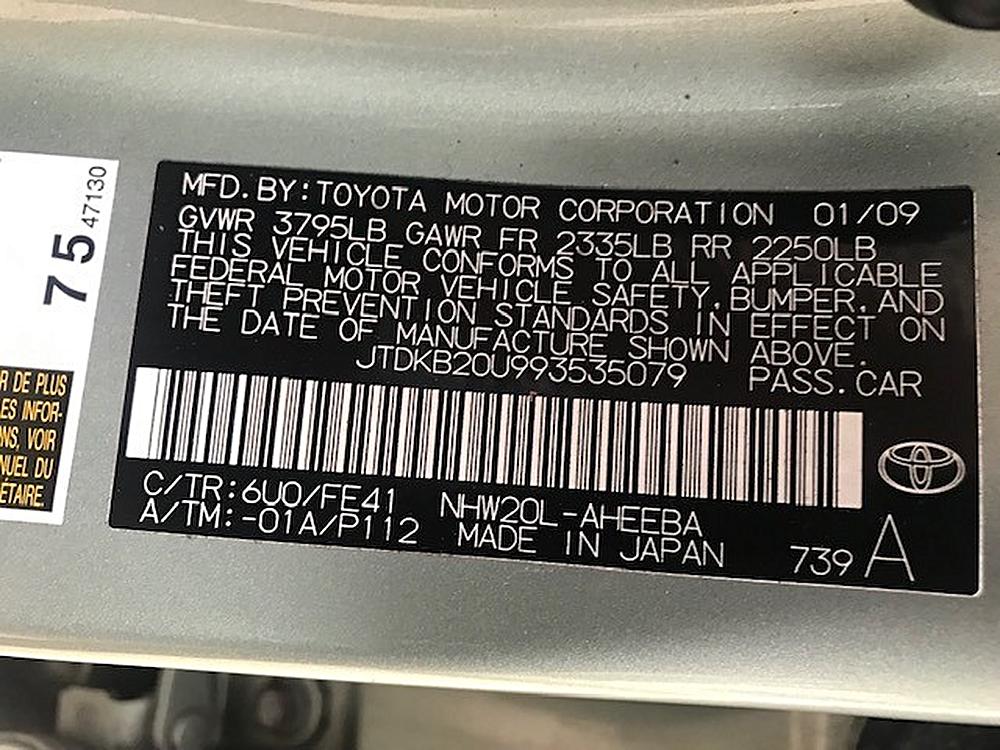 47130
75
R DE PLUS
ES INFOR-
NS, VOIR
NUEL DU
ÉTAIRE.
MFD. BY: TOYOTA MOTOR CORPORATION 01/09
GVWR 3795LB GAWR FR 2335LB RR 2250LB
THIS VEHICLE CONFORMS TO ALL APPLICABLE
FEDERAL MOTOR VEHICLE SAFETY, BUMPER, AND
THEFT PREVENTION STANDARDS IN EFFECT ON
THE DATE OF MANUFACTURE SHOWN ABOVE.
JTDKB20U993535079 PASS. CAR
C/TR: 6U0/FE41 NHW20L-AHEEBA
A/TM: -01A/P112 MADE IN JAPAN 739 A